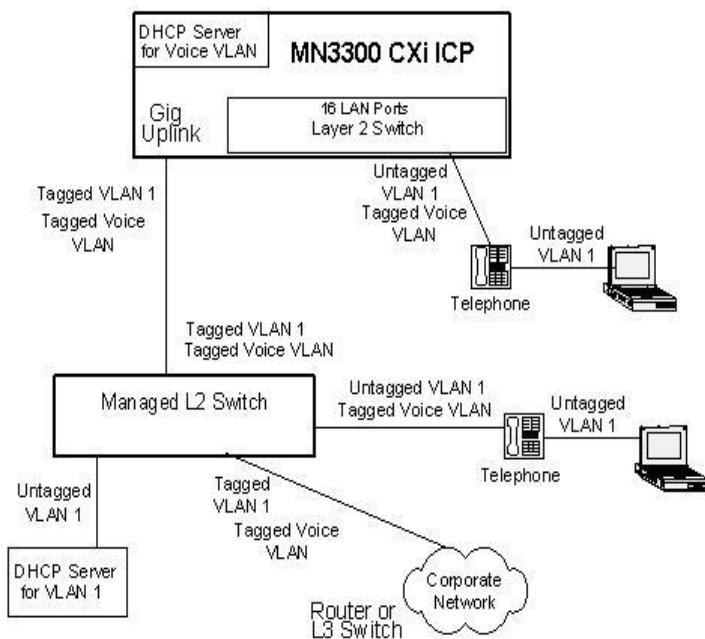 DHCP Server
for Voice VLAN
MN3300 CXi ICP
Gig
Uplink
16 LAN Ports
Layer 2 Switch
Tagged VLAN 1
Tagged Voice
VLAN
Untagged
VLAN 1
Tagged Voice
VLAN
Untagged
VLAN 1
Telephone
Tagged VLAN 1
Tagged Voice VLAN
Managed L2 Switch
Untagged VLAN 1
Tagged Voice VLAN
Untagged
VLAN 1
Telephone
Untagged
VLAN 1
Tagged
VLAN 1
Tagged Voice
VLAN
DHCP Server
for VLAN 1
Corporate
Network
Router or
L3 Switch